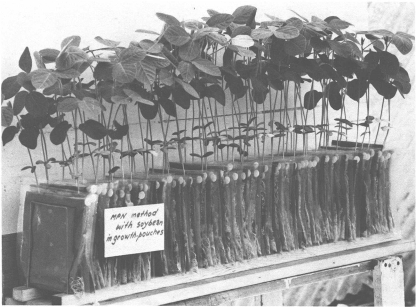 MPN method
with soybean
in growth-pouches